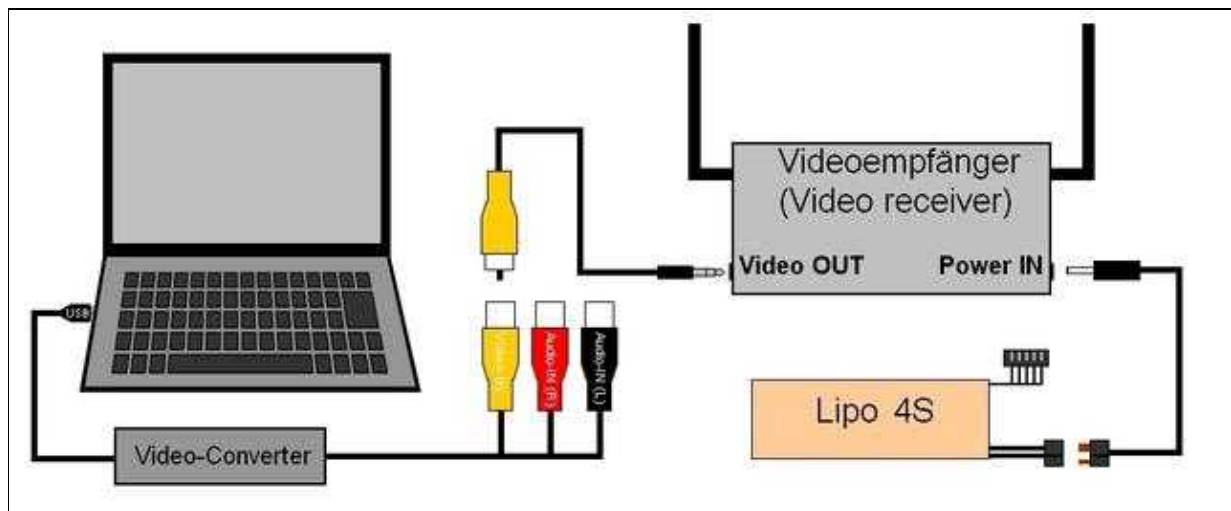 Videoempfänger
(Video receiver)
Video OUT
Power IN
USB
Video-IN
Audio-IN (R)
Audio-IN (L)
Lipo 4S
Video-Converter